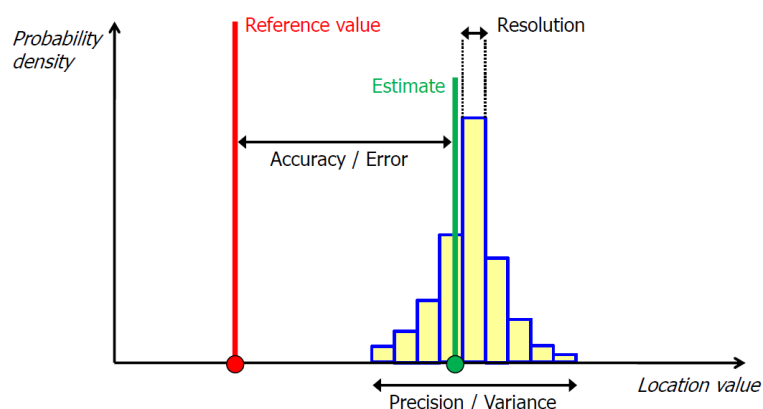 Probability
density
Reference value
Resolution
Estimate
Accuracy / Error
Location value
Precision / Variance